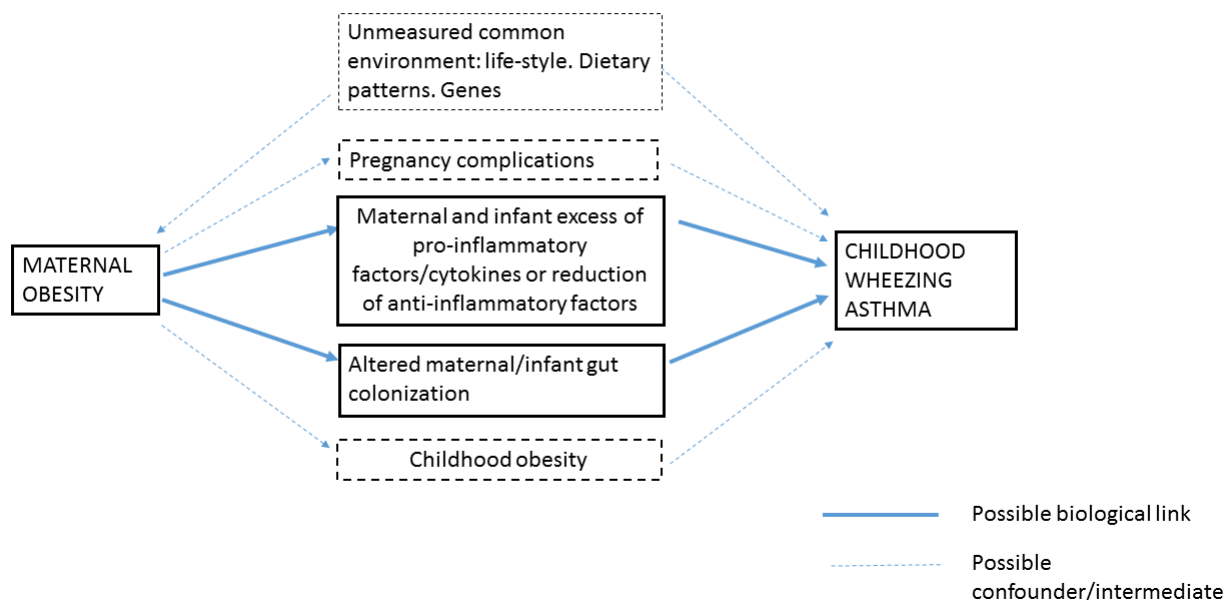 Unmeasured common
environment: life-style. Dietary
patterns. Genes
Pregnancy complications
Maternal and infant excess of
pro-inflammatory
factors/cytokines or reduction
of anti-inflammatory factors
MATERNAL
OBESITY
CHILDHOOD
WHEEZING
ASTHMA
Altered maternal/infant gut
colonization
Childhood obesity
Possible biological link
Possible
confounder/intermediate